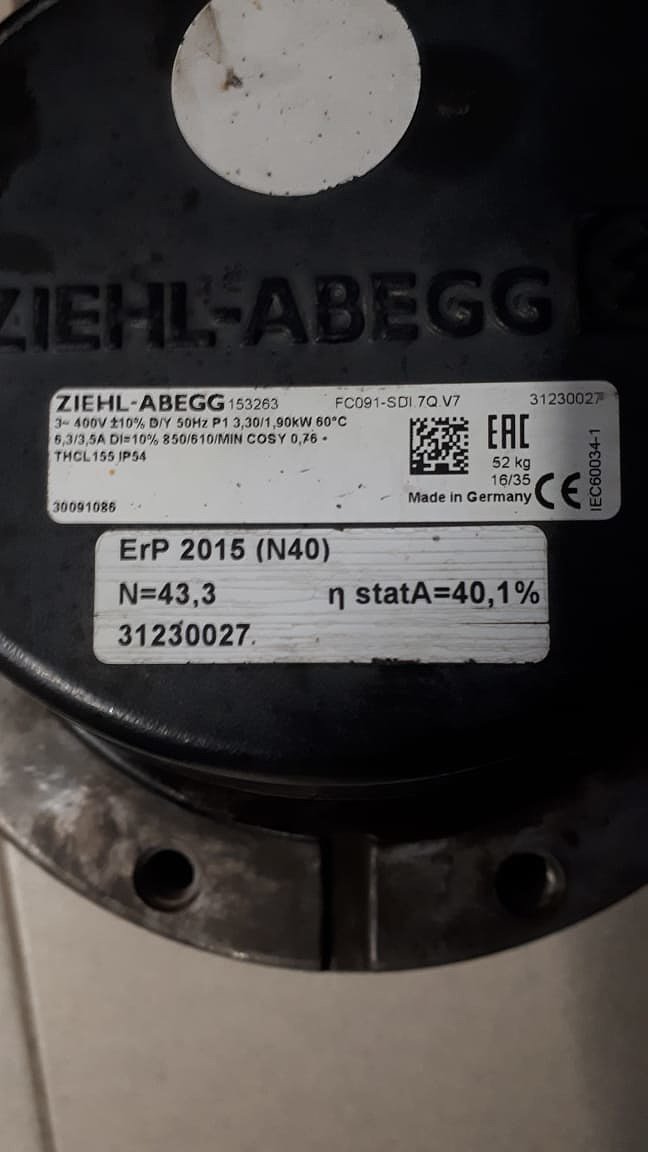 ZIEHL-ABEGG
ZIEHL-ABEGG 153263 FC091-SDI.7Q.V7 31230027
3~ 400V ±10% D/Y 50Hz P1 3,30/1,90kW 60°C
6,3/3,5A DI=10% 850/610/MIN COSY 0,76 -
THCL155 IP54
EAC
52 kg
16/35
Made in Germany CE
IEC60034-1
30091086
ErP 2015 (N40)
N=43,3 η statA=40,1%
31230027.